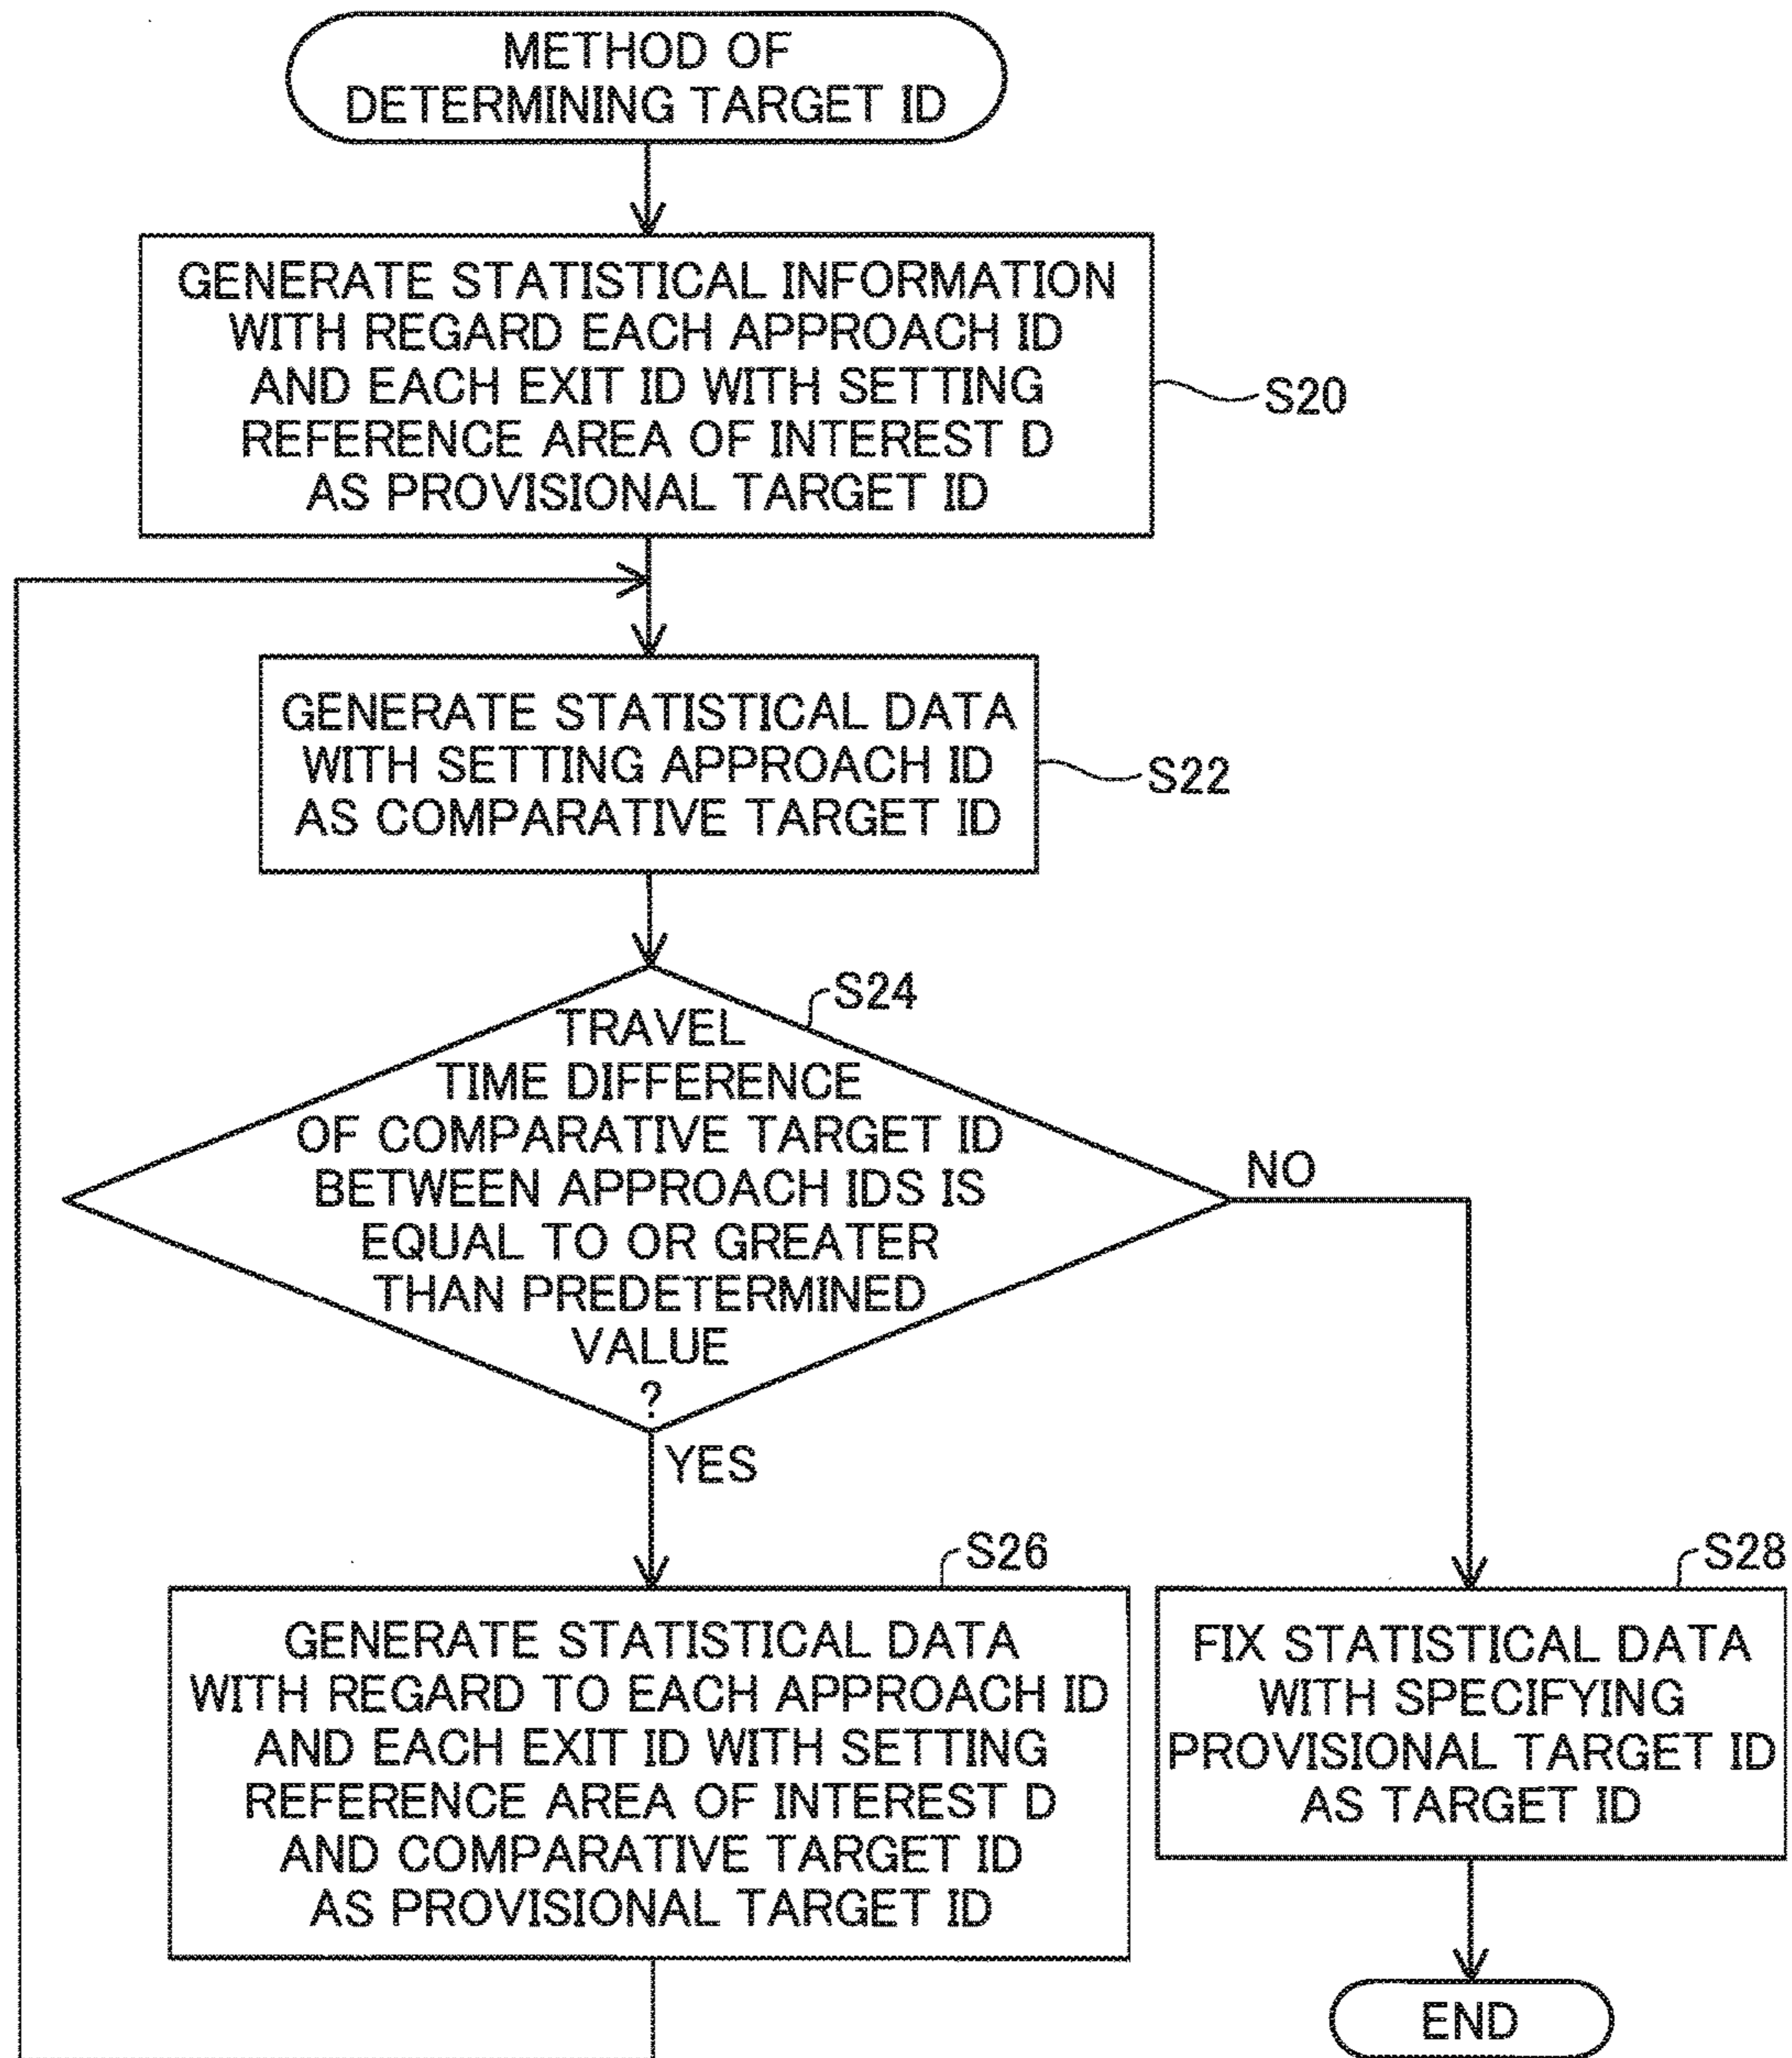 METHOD OF
DETERMINING TARGET ID
GENERATE STATISTICAL INFORMATION
WITH REGARD EACH APPROACH ID
AND EACH EXIT ID WITH SETTING
REFERENCE AREA OF INTEREST D
AS PROVISIONAL TARGET ID
S20
GENERATE STATISTICAL DATA
WITH SETTING APPROACH ID
AS COMPARATIVE TARGET ID
S22
S24
TRAVEL
TIME DIFFERENCE
OF COMPARATIVE TARGET ID
BETWEEN APPROACH IDS IS
EQUAL TO OR GREATER
THAN PREDETERMINED
VALUE
?
NO
YES
S26
GENERATE STATISTICAL DATA
WITH REGARD TO EACH APPROACH ID
AND EACH EXIT ID WITH SETTING
REFERENCE AREA OF INTEREST D
AND COMPARATIVE TARGET ID
AS PROVISIONAL TARGET ID
S28
FIX STATISTICAL DATA
WITH SPECIFYING
PROVISIONAL TARGET ID
AS TARGET ID
END